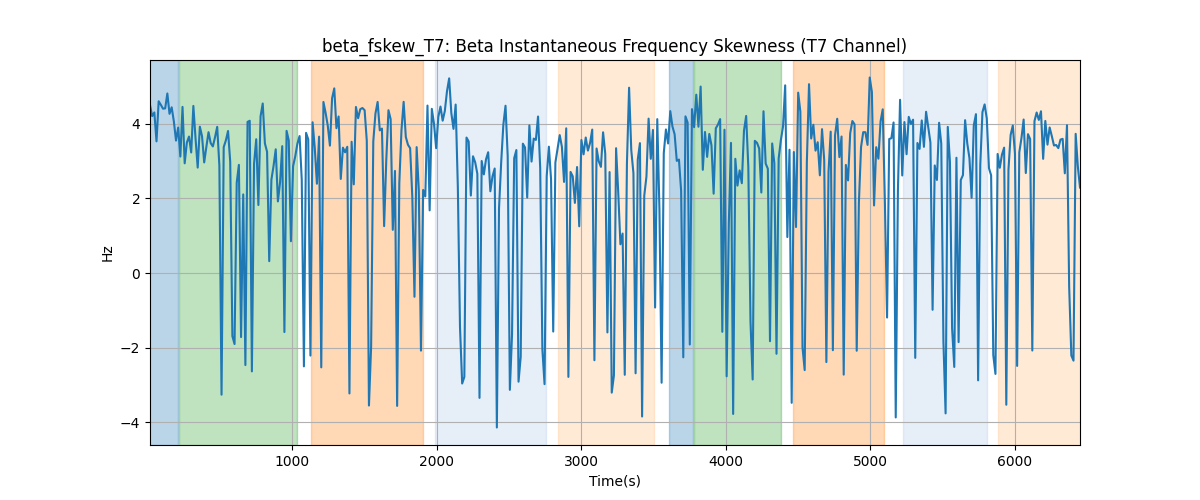 beta_fskew_T7: Beta Instantaneous Frequency Skewness (T7 Channel)
Hz
4
2
0
−2
−4
1000 2000 3000 4000 5000 6000
Time(s)